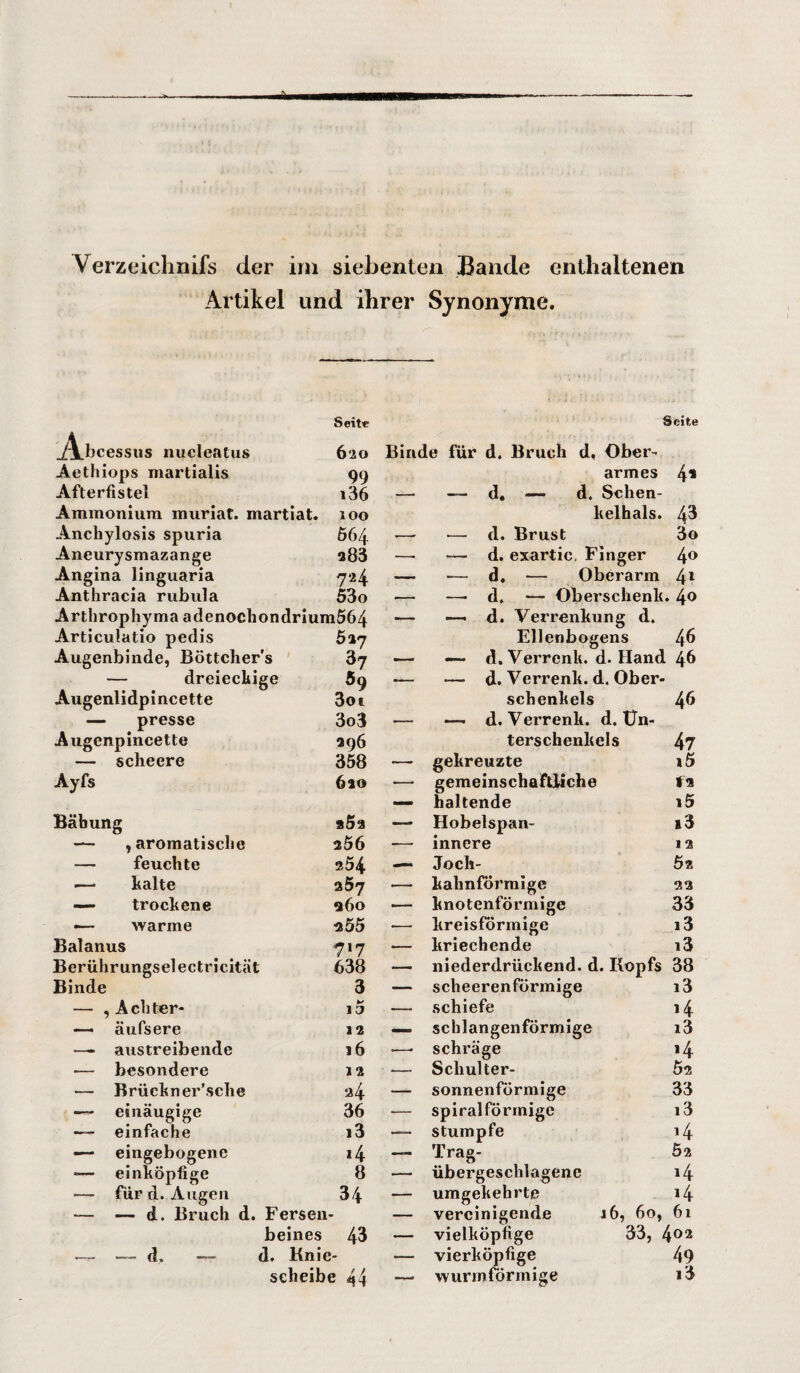 Verzeichnifs der im siebenten Bande enthaltenen
Artikel und ihrer Synonyme.
Seite
Abcessus nucleatus 620
Aethiops martialis 99
Afterfistel 136
Ammonium muriat. martiat. 100
Anchylosis spuria 564
Aneurysmazange 283
Angina linguaria 724
Anthracia rubula 530
Arthrophyma adenochondrium 564
Articulatio pedis 527
Augenbinde, Böttcher's 37
— dreieckige 59
Augenlidpincette 301
— presse 303
Augenpincette 296
— scheere 358
Ayfs 620
Bähung 252
— , aromatische 256
— feuchte 254
— kalte 257
— trockene 260
— warme 255
Balanus 717
Berührungselectricität 638
Binde 3
— , Achter- 15
— äufsere 12
— austreibende 16
— besondere 12
— Brückner'sche 24
— einäugige 36
— einfache 13
— eingebogene 14
— einköpfige 8
— für d. Augen 34
— — d. Bruch d. Fersen-
beines 43
— — d. — d. Knie-
scheibe 44
Seite
Binde für d. Bruch d. Ober-
armes 42
— — d. — d. Schen-
kelhals. 43
— — d. Brust 30
— — d. exartic. Finger 40
— — d. — Oberarm 41
— — d. — Oberschenk. 40
— — d. Verrenkung d.
Ellenbogens 46
— — d. Verrenk. d. Hand 46
— — d. Verrenk. d. Ober-
schenkels 46
— — d. Verrenk. d. Un-
terschenkels 47
— gekreuzte 15
— gemeinschaftliche 12
— haltende 15
— Hobelspan- 13
— innere 12
— Joch- 52
— kahnförmige 22
— knotenförmige 33
— kreisförmige 13
— kriechende 13
— niederdrückend. d. Kopfs 38
— scheerenförmige 13
— schiefe 14
— schlangenförmige 13
— schräge 14
— Schulter- 52
— sonnenförmige 33
— spiralförmige 13
— stumpfe 14
— Trag- 52
— übergeschlagene 14
— umgekehrte 14
— vereinigende 16, 60, 61
— vielköpfige 33, 402
— vierköpfige 49
— wurmförmige 13